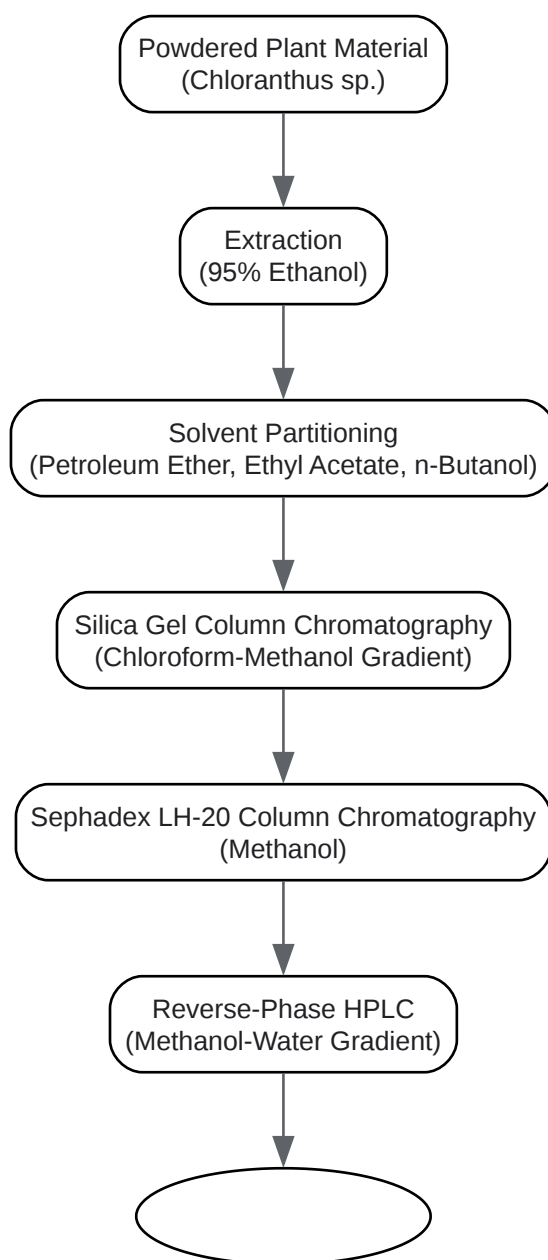 Powdered Plant Material
(Chloranthus sp.)
Extraction
(95% Ethanol)
Solvent Partitioning
(Petroleum Ether, Ethyl Acetate, n-Butanol)
Silica Gel Column Chromatography
(Chloroform-Methanol Gradient)
Sephadex LH-20 Column Chromatography
(Methanol)
Reverse-Phase HPLC
(Methanol-Water Gradient)